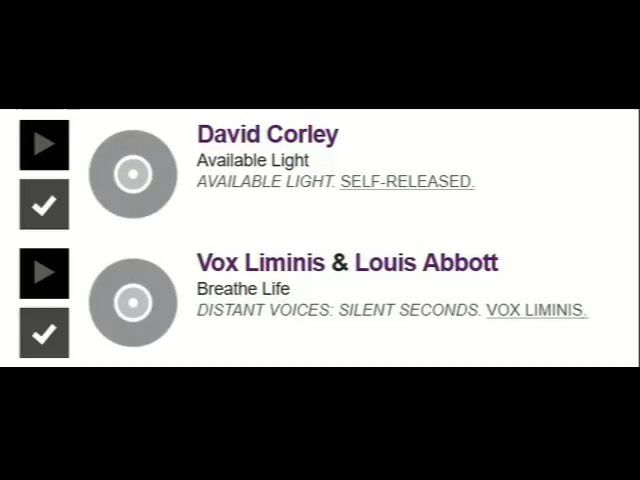 David Corley
Available Light
AVAILABLE LIGHT. SELF-RELEASED.
Vox Liminis & Louis Abbott
Breathe Life
DISTANT VOICES: SILENT SECONDS. VOX LIMINIS.